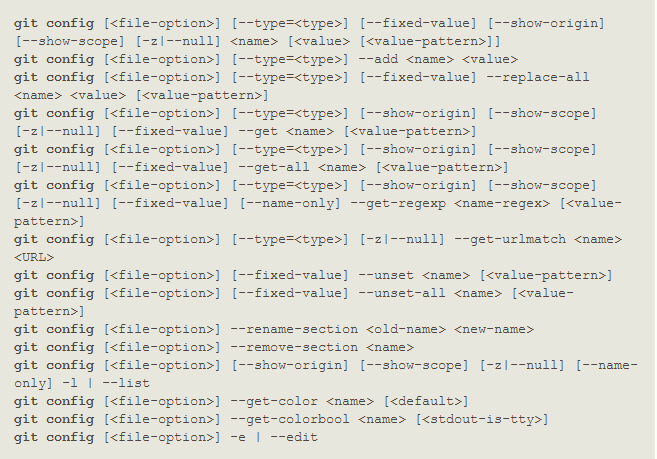 git config [<file-option>] [--type=<type>] [--fixed-value] [--show-origin]
[--show-scope] [-z|--null] <name> [<value> [<value-pattern>]]
git config [<file-option>] [--type=<type>] --add <name> <value>
git config [<file-option>] [--type=<type>] [--fixed-value] --replace-all
<name> <value> [<value-pattern>]
git config [<file-option>] [--type=<type>] [--show-origin] [--show-scope]
[-z|--null] [--fixed-value] --get <name> [<value-pattern>]
git config [<file-option>] [--type=<type>] [--show-origin] [--show-scope]
[-z|--null] [--fixed-value] --get-all <name> [<value-pattern>]
git config [<file-option>] [--type=<type>] [--show-origin] [--show-scope]
[-z|--null] [--fixed-value] [--name-only] --get-regexp <name-regex> [<value-
pattern>]
git config [<file-option>] [--type=<type>] [-z|--null] --get-urlmatch <name>
<URL>
git config [<file-option>] [--fixed-value] --unset <name> [<value-pattern>]
git config [<file-option>] [--fixed-value] --unset-all <name> [<value-
pattern>]
git config [<file-option>] --rename-section <old-name> <new-name>
git config [<file-option>] --remove-section <name>
git config [<file-option>] [--show-origin] [--show-scope] [-z|--null] [--name-
only] -l | --list
git config [<file-option>] --get-color <name> [<default>]
git config [<file-option>] --get-colorbool <name> [<stdout-is-tty>]
git config [<file-option>] -e | --edit